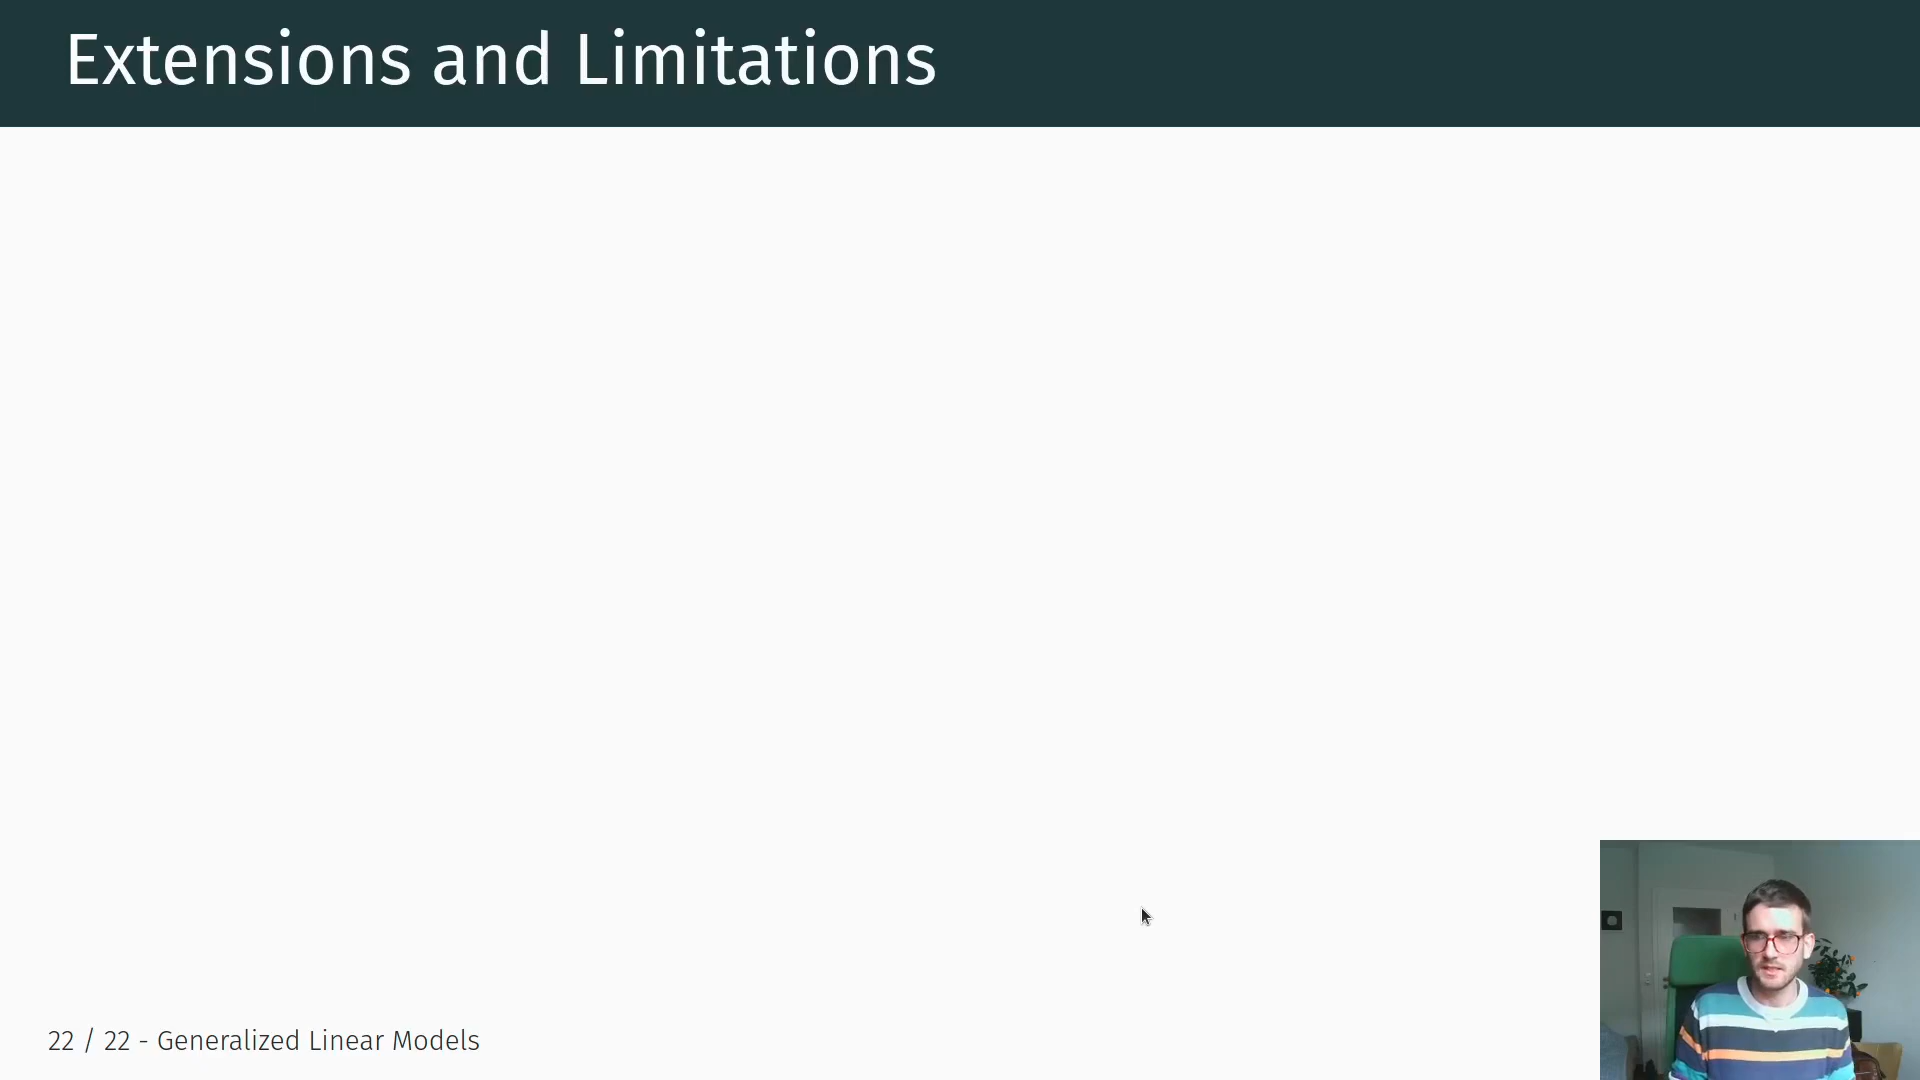 Extensions and Limitations
22 / 22 - Generalized Linear Models